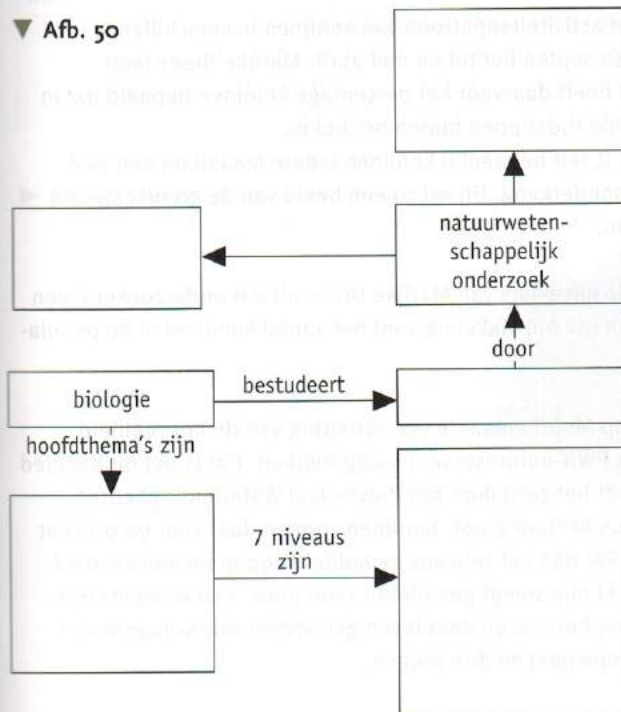 ▼ Afb. 50
natuurweten-
schappelijk
onderzoek
door
bestudeert
biologie
hoofdthema's zijn
7 niveaus
zijn